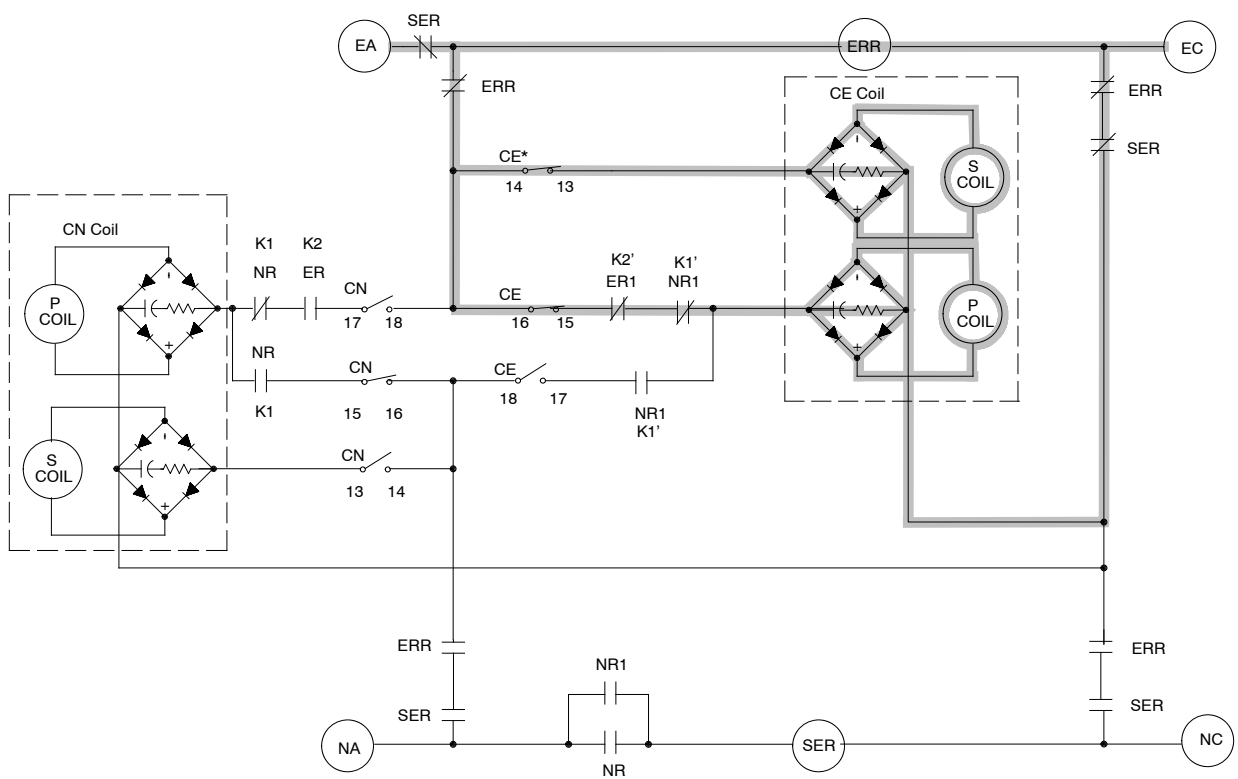 SER
EA
ERR
EC
ERR
CE Coil
ERR
SER
CE*
14 13
S
COIL
CN Coil
K1 K2
NR ER
K2’ K1’
ER1 NR1
CN
CE
P
COIL
17 18
16 15
P
COIL
NR
CN
CE
K1
15 16
18 17
NR1
K1’
S
COIL
CN
13 14
ERR
ERR
NR1
SER
SER
NA
NR
SER
NC